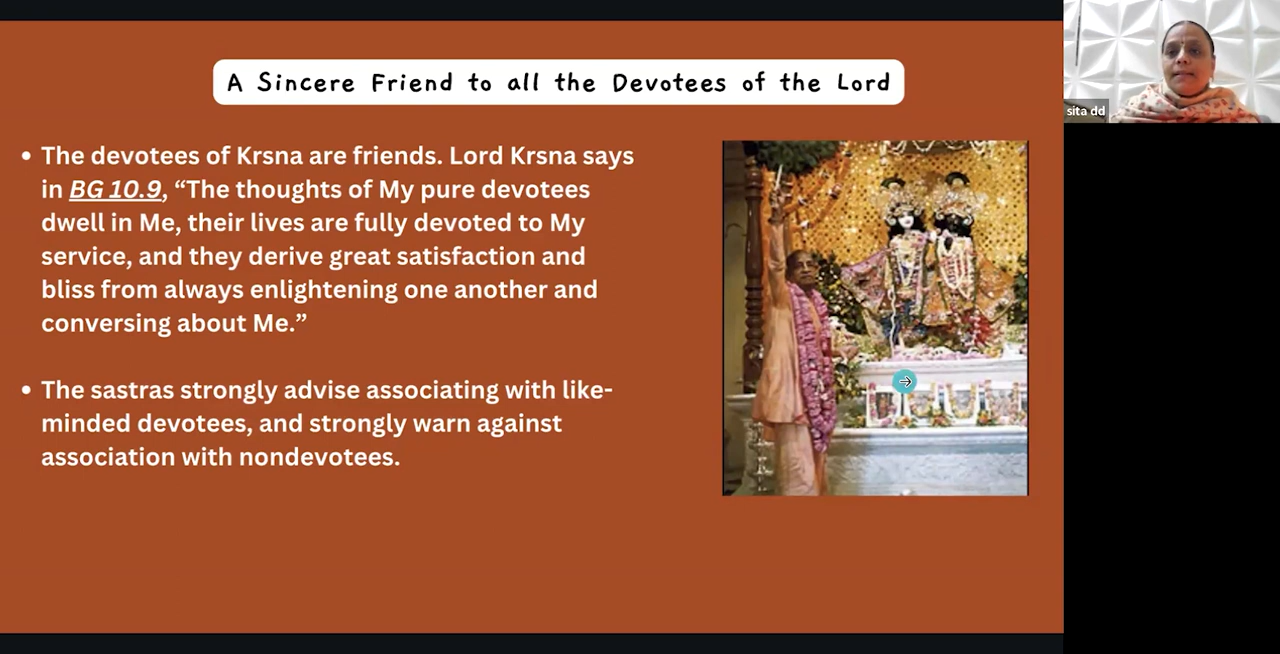 A Sincere Friend to all the Devotees of the Lord
• The devotees of Krsna are friends. Lord Krsna says
in BG 10.9, “The thoughts of My pure devotees
dwell in Me, their lives are fully devoted to My
service, and they derive great satisfaction and
bliss from always enlightening one another and
conversing about Me.”
• The sastras strongly advise associating with like-
minded devotees, and strongly warn against
association with nondevotees.
sita dd